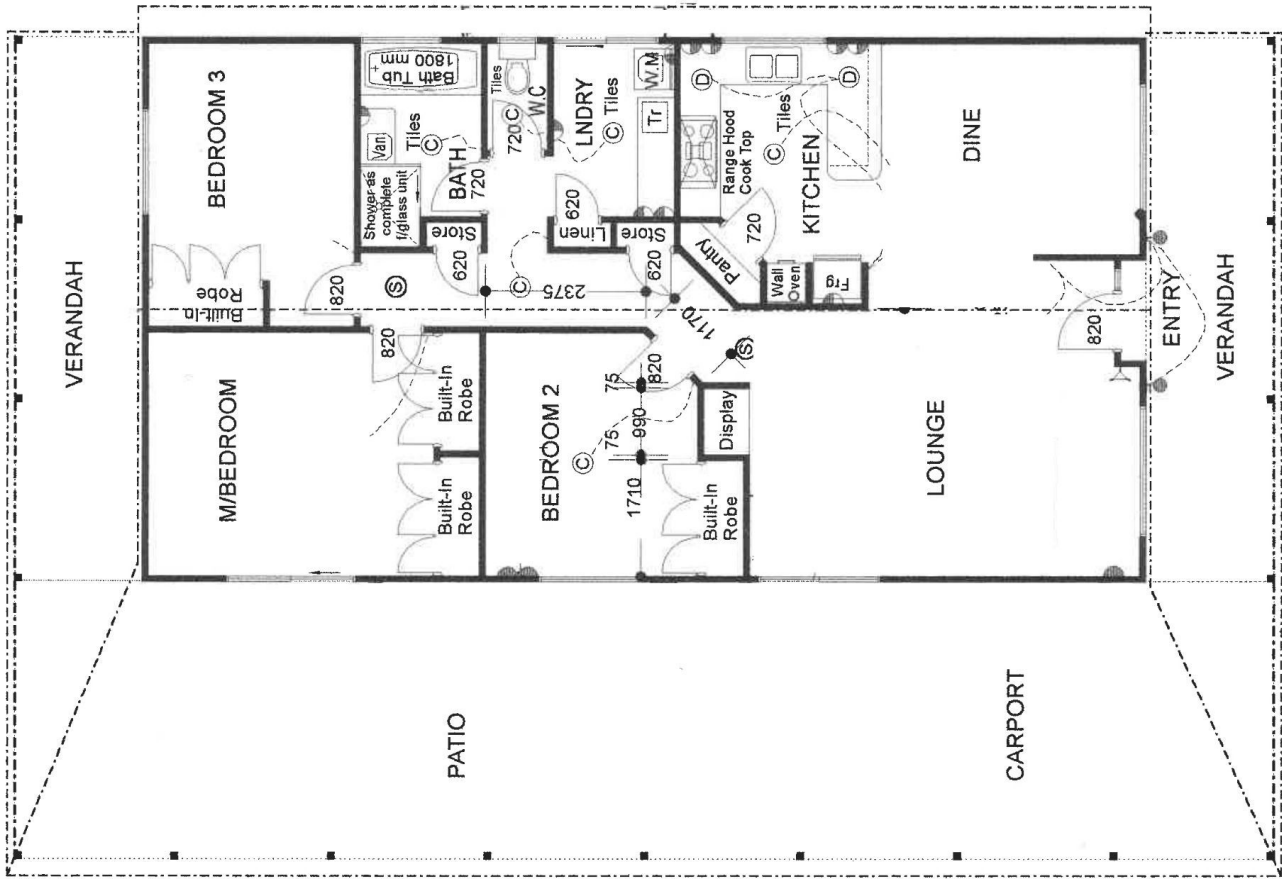 VERANDAH
BEDROOM 3
Built-In
Robe
820
M/BEDROOM
820
Built-In
Robe
Built-In
Robe
Bath Tub
1800 mm
Van
Tiles
C
BATH
720
Shower as
complete
f/glass unit
Store
620
S
Tiles
W.C
C
720
LNDRY
Tiles
C
W.M
Tr
620
Linen
Store
620
C
2375
1170
BEDROOM 2
C
75
820
990
75
1710
Built-In
Robe
Display
S
D
D
Range Hood
Cook Top
Tiles
C
KITCHEN
720
Pantry
Wall
Oven
Frg
DINE
LOUNGE
820
ENTRY
VERANDAH
PATIO
CARPORT